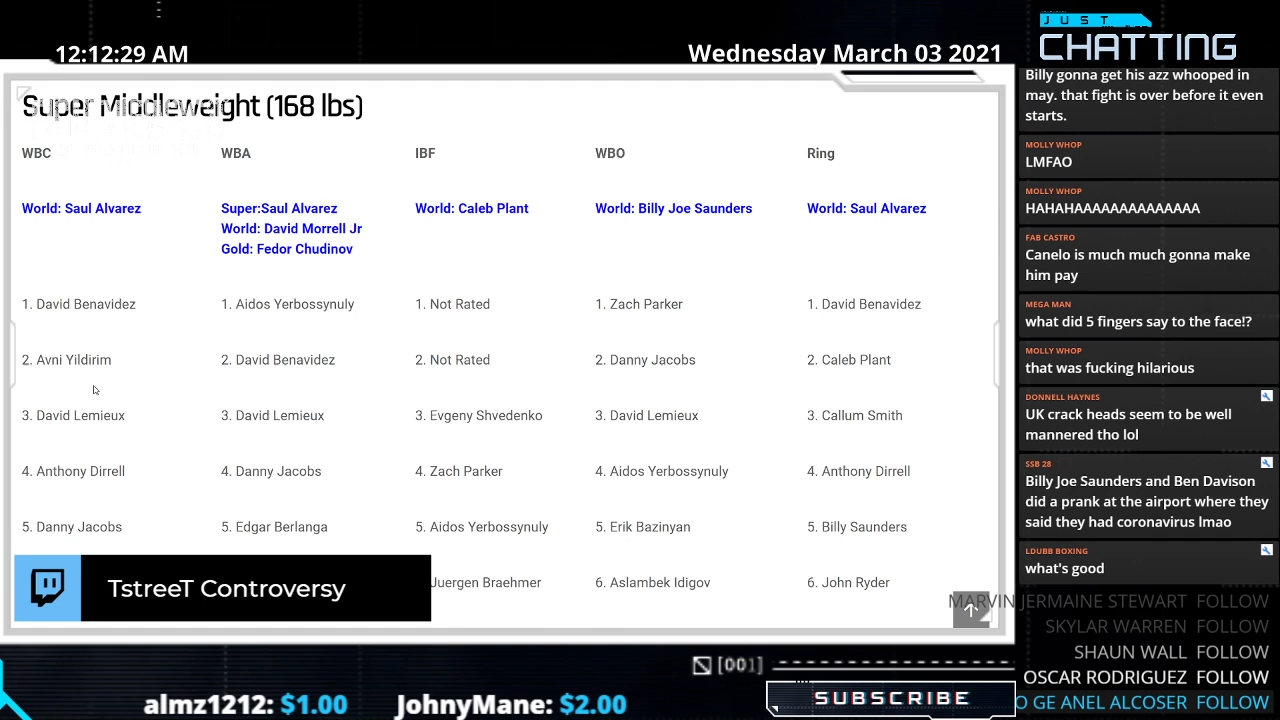 12:12:29 AM
Wednesday March 03 2021
JUST
CHATTING
Super Middleweight (168 lbs)
WBC
WBA
IBF
WBO
Ring
World: Saul Alvarez
Super:Saul Alvarez
World: David Morrell Jr
Gold: Fedor Chudinov
World: Caleb Plant
World: Billy Joe Saunders
World: Saul Alvarez
1. David Benavidez
1. Aidos Yerbossynuly
1. Not Rated
1. Zach Parker
1. David Benavidez
2. Avni Yildirim
2. David Benavidez
2. Not Rated
2. Danny Jacobs
2. Caleb Plant
3. David Lemieux
3. David Lemieux
3. Evgeny Shvedenko
3. David Lemieux
3. Callum Smith
4. Anthony Dirrell
4. Danny Jacobs
4. Zach Parker
4. Aidos Yerbossynuly
4. Anthony Dirrell
5. Danny Jacobs
5. Edgar Berlanga
5. Aidos Yerbossynuly
5. Erik Bazinyan
5. Billy Saunders
Juergen Braehmer
6. Aslambek Idigov
6. John Ryder
TstreeT Controversy
Billy gonna get his azz whooped in
may. that fight is over before it even
starts.
MOLLY WHOP
LMFAO
MOLLY WHOP
HAHAHAAAAAAAAAAAAAA
FAB CASTRO
Canelo is much much gonna make
him pay
MEGA MAN
what did 5 fingers say to the face!?
MOLLY WHOP
that was fucking hilarious
DONNELL HAYNES
UK crack heads seem to be well
mannered tho lol
SSB 28
Billy Joe Saunders and Ben Davison
did a prank at the airport where they
said they had coronavirus lmao
LDUBB BOXING
what's good
MARVIN JERMAINE STEWART FOLLOW
SKYLAR WARREN FOLLOW
SHAUN WALL FOLLOW
OSCAR RODRIGUEZ FOLLOW
O GE ANEL ALCOSER FOLLOW
[001]
almz1212: $1.00
JohnyMane: $2.00
SUBSCRIBE